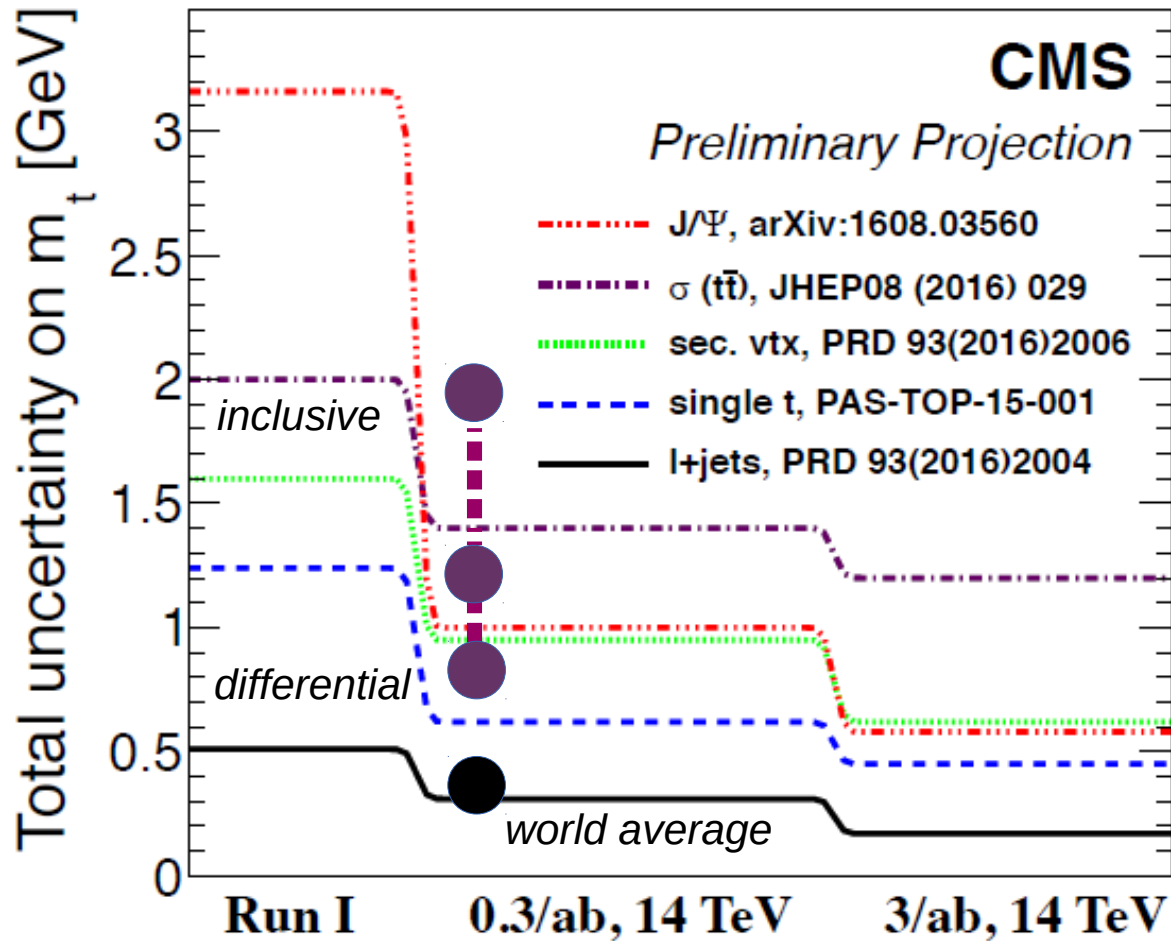 Total uncertainty on m_t [GeV]
CMS
Preliminary Projection
3
2.5
2
1.5
1
0.5
0
J/Ψ, arXiv:1608.03560
σ (tt̄), JHEP08 (2016) 029
sec. vtx, PRD 93(2016)2006
single t, PAS-TOP-15-001
l+jets, PRD 93(2016)2004
inclusive
differential
world average
Run I
0.3/ab, 14 TeV
3/ab, 14 TeV